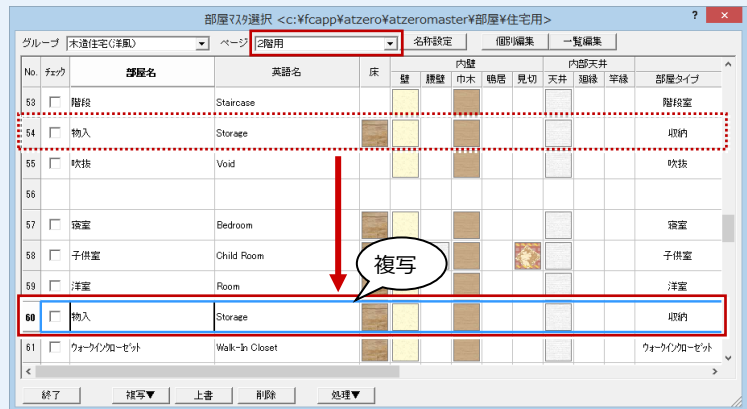 部屋ﾏｽﾀ選択 <c:¥fcapp¥atzero¥atzeromaster¥部屋¥住宅用> ? ×
グループ 木造住宅(洋風) ページ 2階用 名称設定 個別編集 一覧編集
No. ﾁｪｯｸ 部屋名 英語名 床 内壁 内部天井
壁 腰壁 巾木 鴨居 見切 天井 廻縁 竿縁 部屋タイプ
53 階段 Staircase 階段室
54 物入 Storage 収納
55 吹抜 Void 吹抜
56
57 寝室 Bedroom 寝室
58 子供室 Child Room 子供室
複写
59 洋室 Room 洋室
60 物入 Storage 収納
61 ｳｫｰｸｲﾝｸﾛｰｾﾞｯﾄ Walk-In Closet ｳｫｰｸｲﾝｸﾛｰｾﾞｯﾄ
終了 複写▼ 上書 削除 処理▼